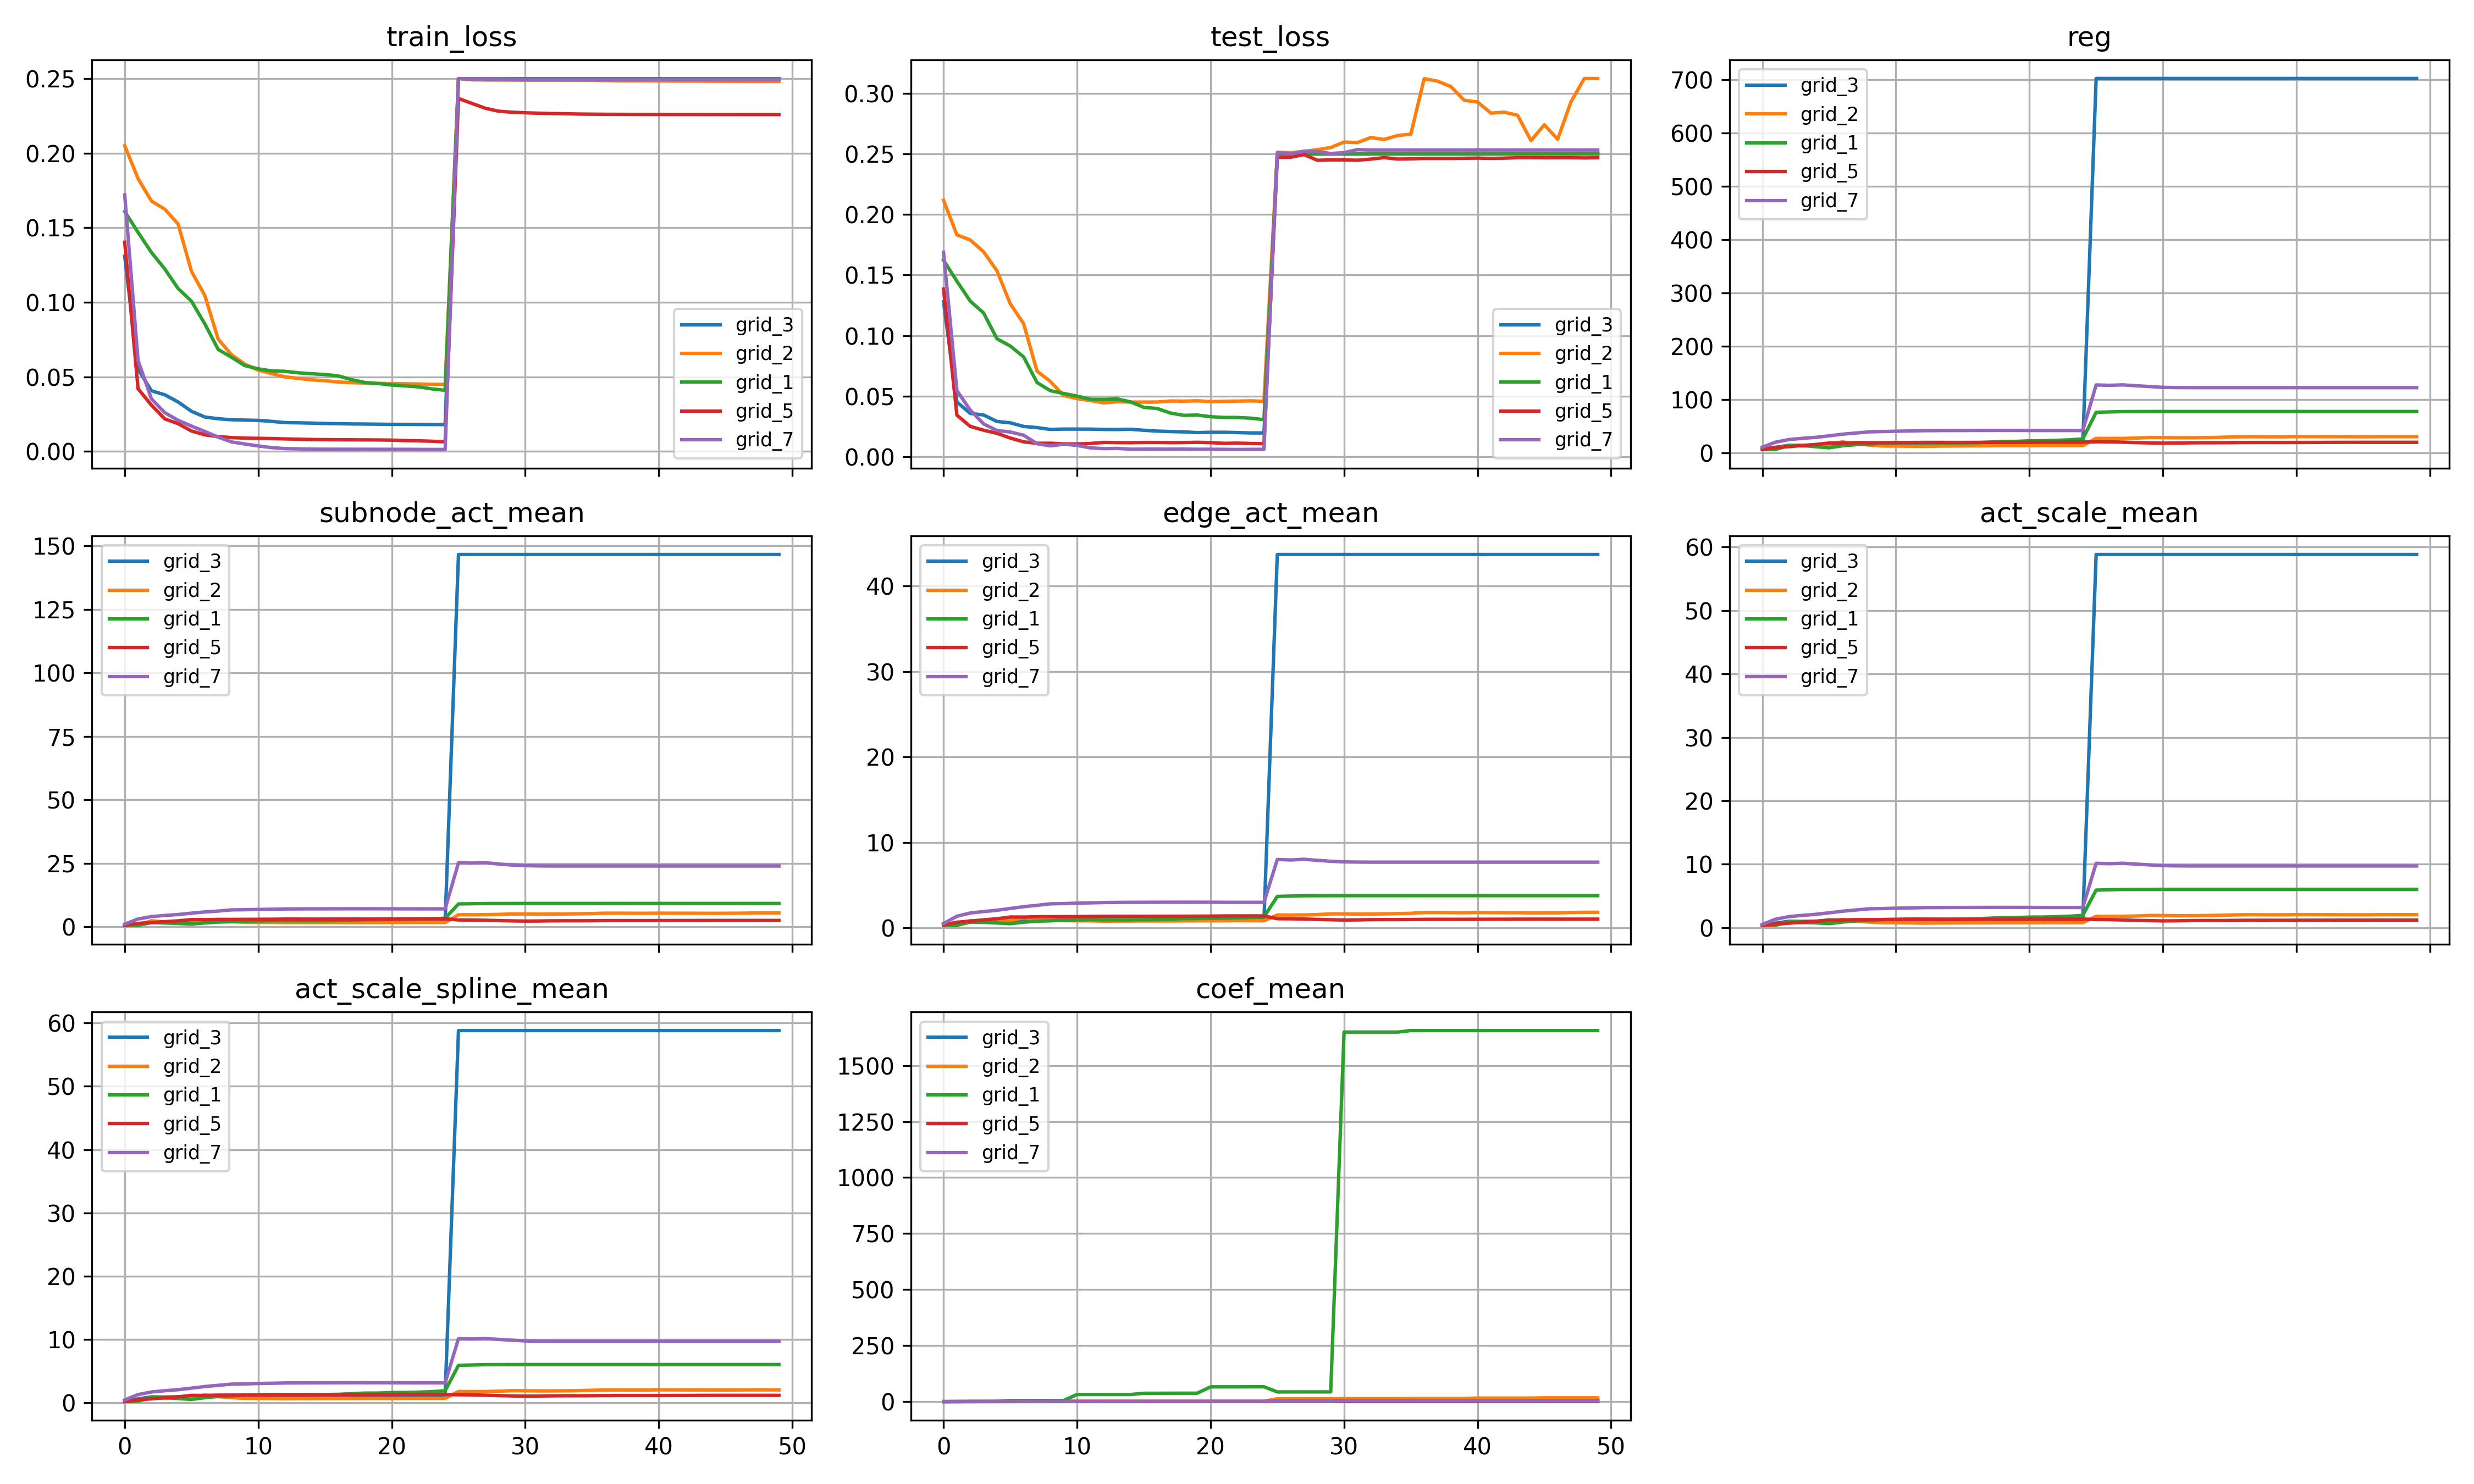 train_loss
0.25
0.20
0.15
0.10
0.05
0.00
grid_3
grid_2
grid_1
grid_5
grid_7
test_loss
0.30
0.25
0.20
0.15
0.10
0.05
0.00
grid_3
grid_2
grid_1
grid_5
grid_7
reg
700
600
500
400
300
200
100
0
grid_3
grid_2
grid_1
grid_5
grid_7
subnode_act_mean
150
125
100
75
50
25
0
grid_3
grid_2
grid_1
grid_5
grid_7
edge_act_mean
40
30
20
10
0
grid_3
grid_2
grid_1
grid_5
grid_7
act_scale_mean
60
50
40
30
20
10
0
grid_3
grid_2
grid_1
grid_5
grid_7
act_scale_spline_mean
60
50
40
30
20
10
0
grid_3
grid_2
grid_1
grid_5
grid_7
0 10 20 30 40 50
coef_mean
1500
1250
1000
750
500
250
0
grid_3
grid_2
grid_1
grid_5
grid_7
0 10 20 30 40 50